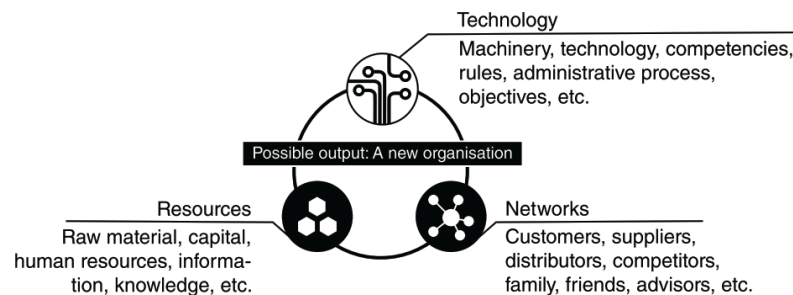 Technology
Machinery, technology, competencies,
rules, administrative process,
objectives, etc.
Possible output: A new organisation
Resources
Raw material, capital,
human resources, informa-
tion, knowledge, etc.
Networks
Customers, suppliers,
distributors, competitors,
family, friends, advisors, etc.